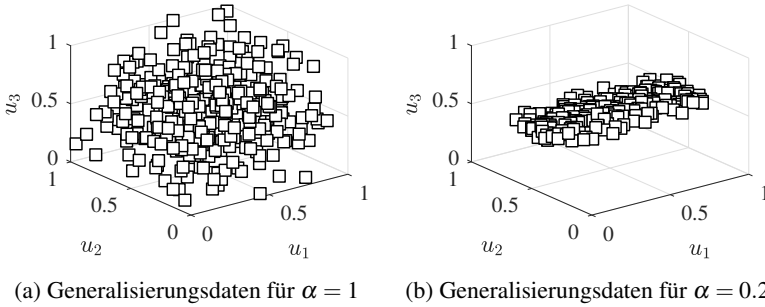 1
0.5
0
1
0.5
0
0
0.5
1
u3
u2
u1
1
0.5
0
1
0.5
0
0
0.5
1
u3
u2
u1
(a) Generalisierungsdaten für α = 1
(b) Generalisierungsdaten für α = 0.2